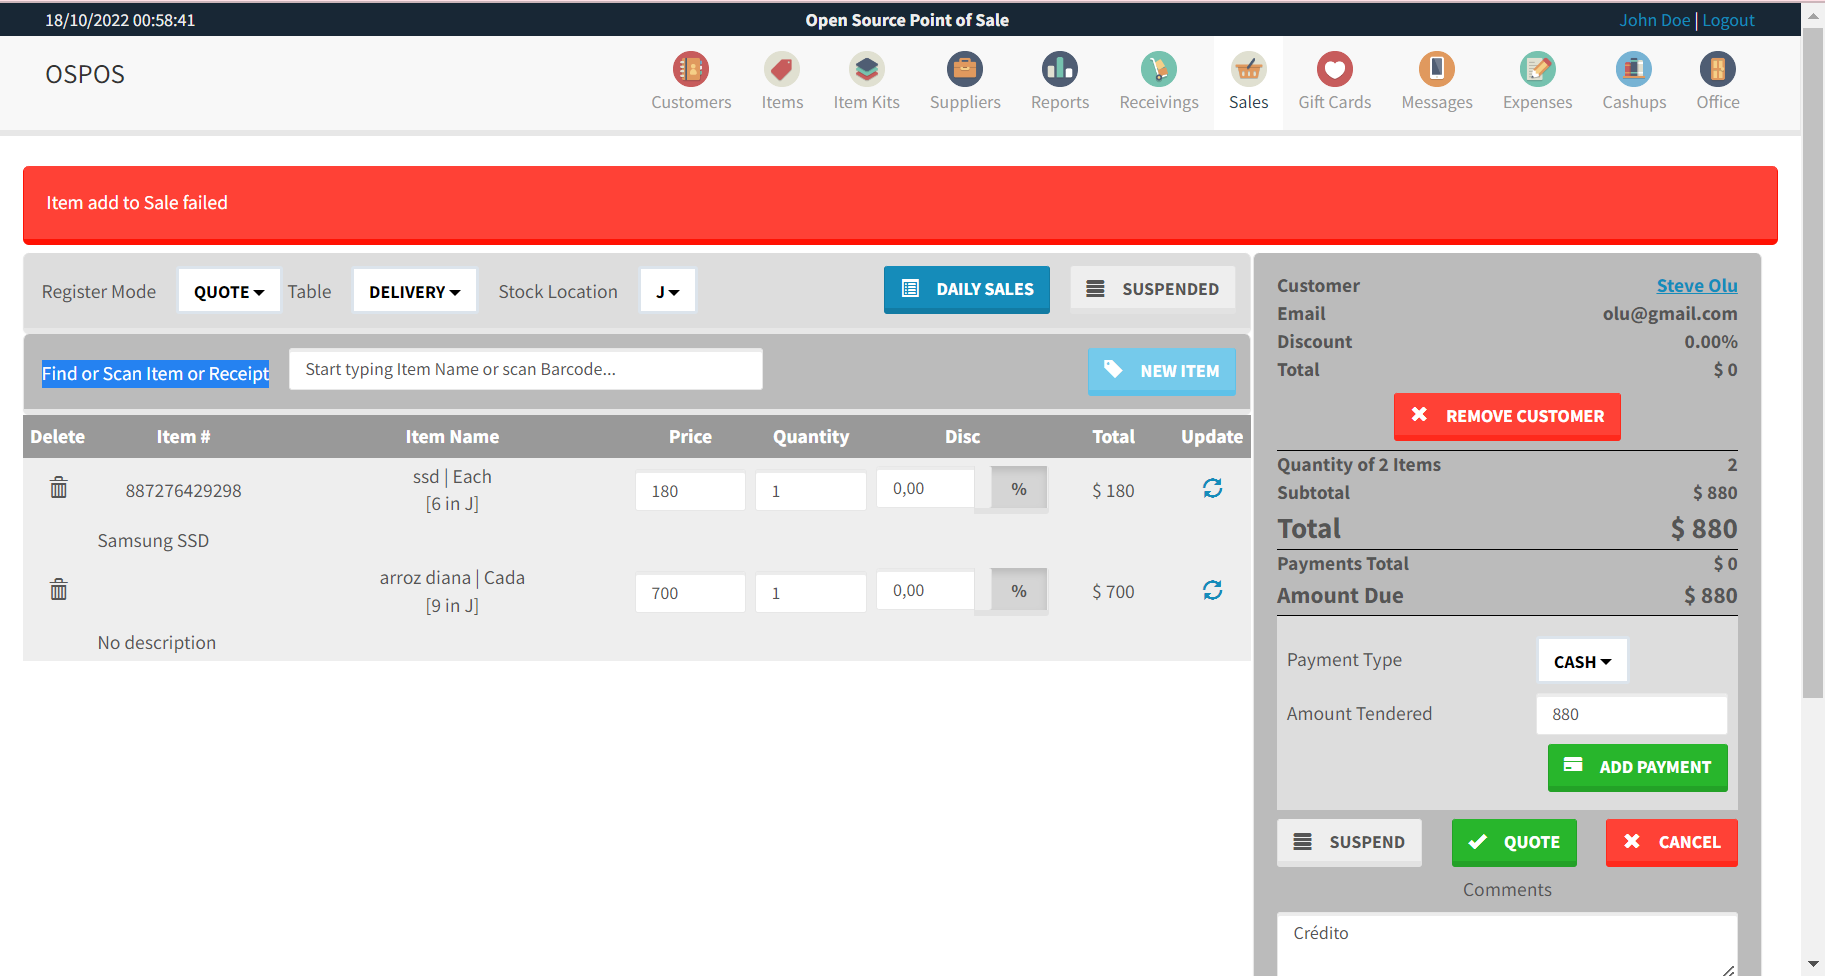 18/10/2022 00:58:41 Open Source Point of Sale John Doe | Logout
OSPOS
Customers Items Item Kits Suppliers Reports Receivings Sales Gift Cards Messages Expenses Cashups Office
Item add to Sale failed
Register Mode QUOTE Table DELIVERY Stock Location J DAILY SALES SUSPENDED
Find or Scan Item or Receipt Start typing Item Name or scan Barcode... NEW ITEM
Delete Item # Item Name Price Quantity Disc Total Update
887276429298 ssd | Each 180 1 0,00 % $ 180
[6 in J]
Samsung SSD
arroz diana | Cada 700 1 0,00 % $ 700
[9 in J]
No description
Customer Steve Olu
Email olu@gmail.com
Discount 0.00%
Total $ 0
REMOVE CUSTOMER
Quantity of 2 Items 2
Subtotal $ 880
Total $ 880
Payments Total $ 0
Amount Due $ 880
Payment Type CASH
Amount Tendered 880
ADD PAYMENT
SUSPEND QUOTE CANCEL
Comments
Crédito